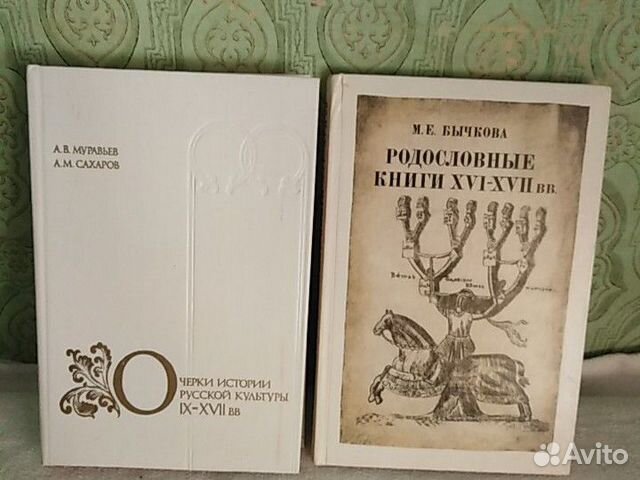 А.В. МУРАВЬЕВ
А.М. САХАРОВ
ОЧЕРКИ ИСТОРИИ
РУССКОЙ КУЛЬТУРЫ
IX–XVII ВВ
М.Е. БЫЧКОВА
РОДОСЛОВНЫЕ
КНИГИ XVI-XVII ВВ.
Avito